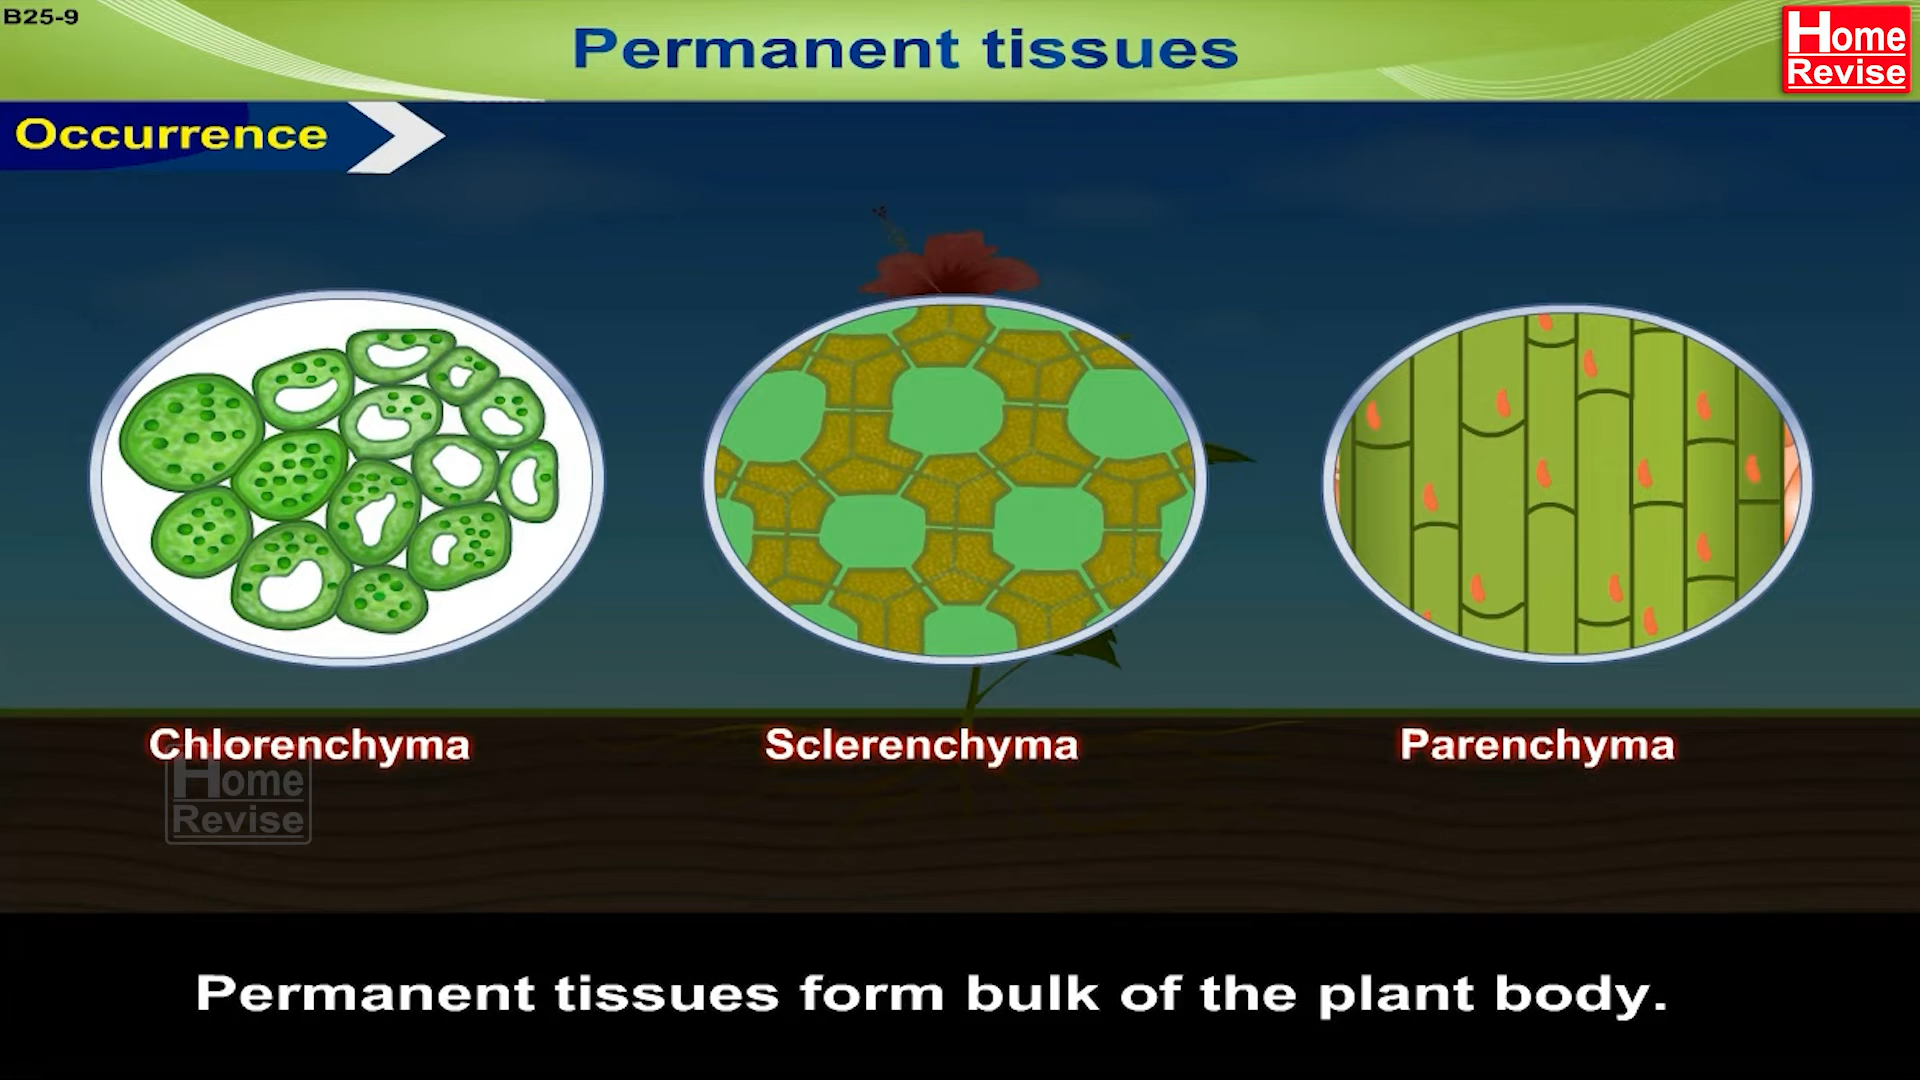 B25-9
Permanent tissues
Home
Revise
Occurrence
Chlorenchyma
Sclerenchyma
Parenchyma
Home
Revise
Permanent tissues form bulk of the plant body.